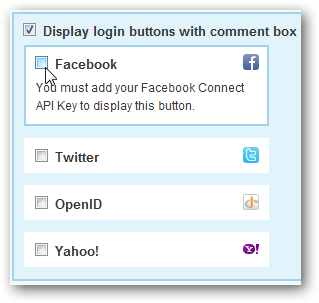 Display login buttons with comment box
Facebook
You must add your Facebook Connect
API Key to display this button.
Twitter
OpenID
Yahoo!